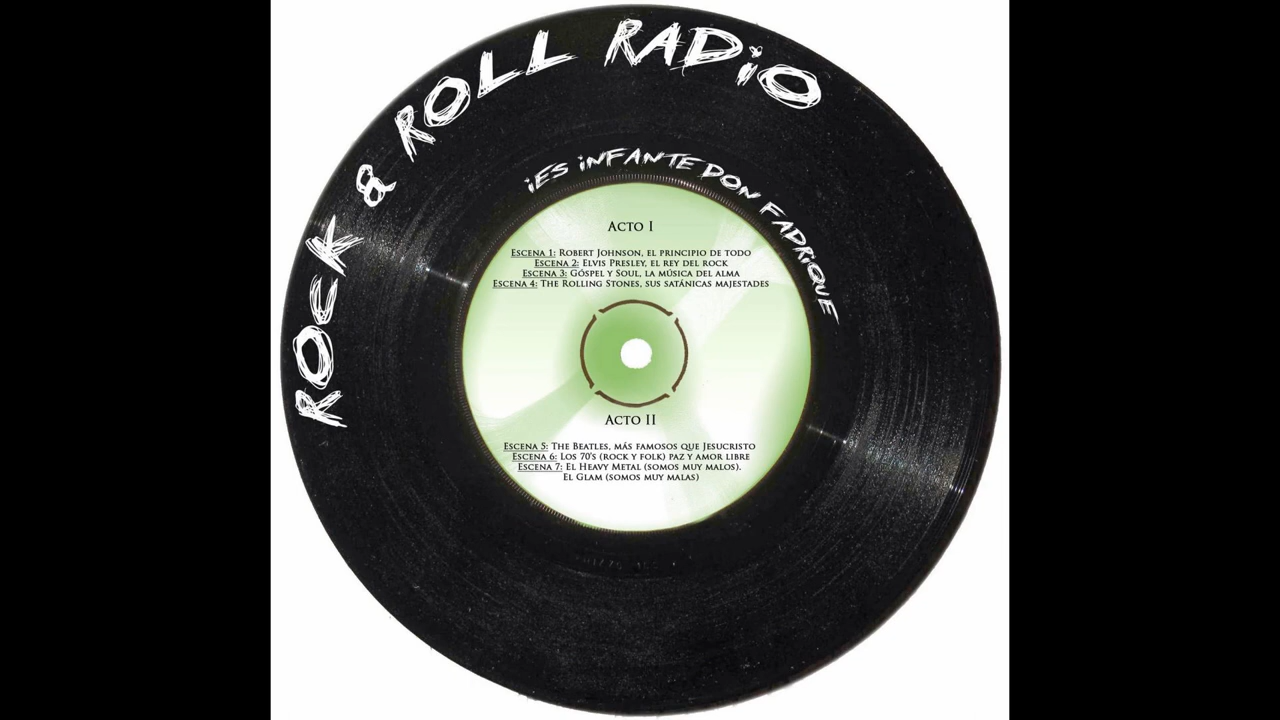 ROCK & ROLL RADIO
IES INFANTE DON FADRIQUE
ACTO I
ESCENA 1: ROBERT JOHNSON, EL PRINCIPIO DE TODO
ESCENA 2: ELVIS PRESLEY, EL REY DEL ROCK
ESCENA 3: GÓSPEL Y SOUL, LA MÚSICA DEL ALMA
ESCENA 4: THE ROLLING STONES, SUS SATÁNICAS MAJESTADES
ACTO II
ESCENA 5: THE BEATLES, MÁS FAMOSOS QUE JESUCRISTO
ESCENA 6: LOS 70'S (ROCK Y FOLK) PAZ Y AMOR LIBRE
ESCENA 7: EL HEAVY METAL (SOMOS MUY MALOS).
EL GLAM (SOMOS MUY MALAS)